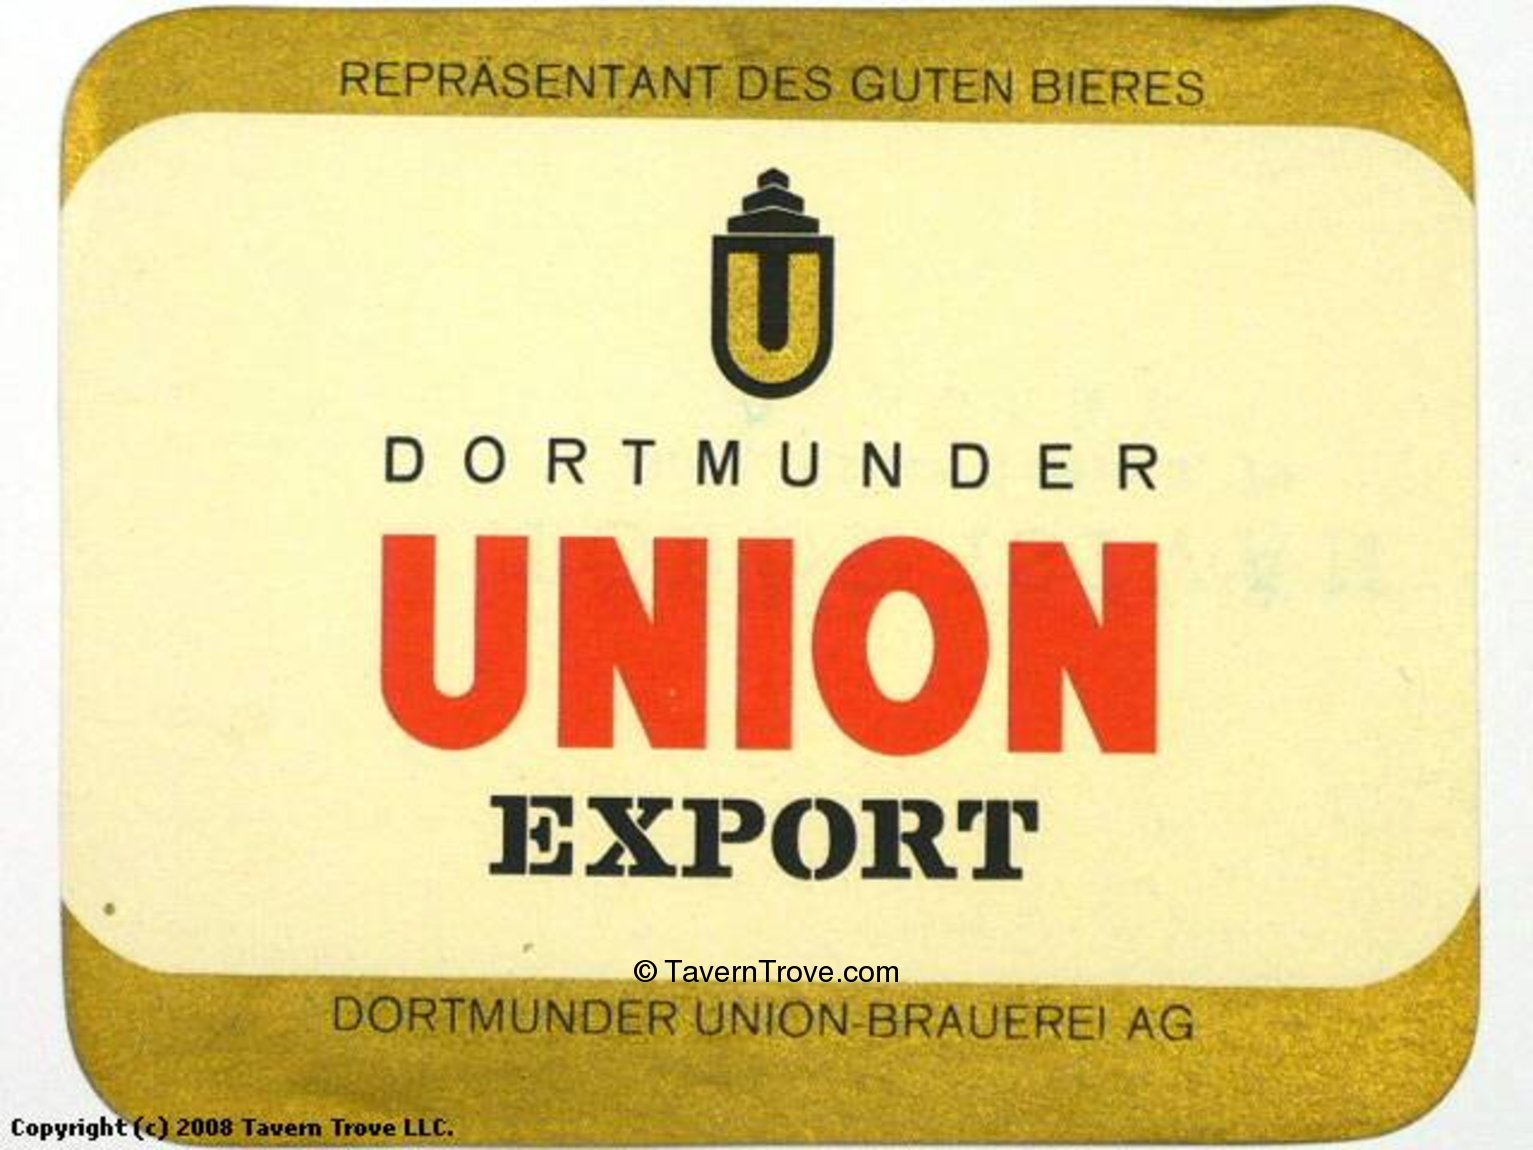 REPRÄSENTANT DES GUTEN BIERES
U
DORTMUNDER
UNION
EXPORT
© TavernTrove.com
DORTMUNDER UNION-BRAUEREI AG
Copyright (c) 2008 Tavern Trove LLC.